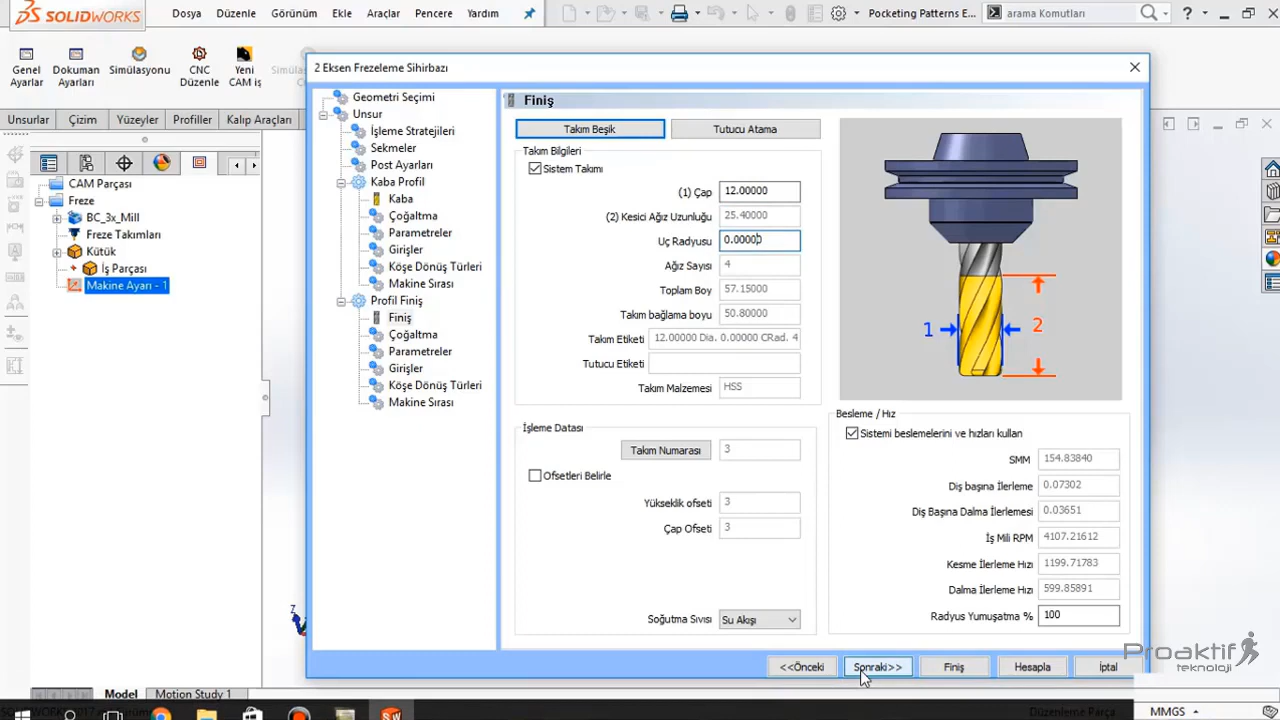 SOLIDWORKS
Dosya Düzenle Görünüm Ekle Araçlar Pencere Yardım
Pocketing Patterns E...
arama Komutları
Genel Ayarlar
Dokuman Ayarları
Simülasyonu
CNC Düzenle
Yeni CAM iş
Unsurlar Çizim Yüzeyler Profiller Kalıp Araçları
CAM Parçası
Freze
BC_3x_Mill
Freze Takımları
Kütük
İş Parçası
Makine Ayarı - 1
2 Eksen Frezeleme Sihirbazı
Geometri Seçimi
Unsur
İşleme Stratejileri
Sekmeler
Post Ayarları
Kaba Profil
Kaba
Çoğaltma
Parametreler
Girişler
Köşe Dönüş Türleri
Makine Sırası
Profil Finiş
Finiş
Çoğaltma
Parametreler
Girişler
Köşe Dönüş Türleri
Makine Sırası
Finiş
Takım Beşik
Tutucu Atama
Takım Bilgileri
Sistem Takımı
(1) Çap 12.00000
(2) Kesici Ağız Uzunluğu 25.40000
Uç Radyusu 0.00000
Ağız Sayısı 4
Toplam Boy 57.15000
Takım bağlama boyu 50.80000
Takım Etiketi 12.00000 Dia. 0.00000 CRad. 4
Tutucu Etiketi
Takım Malzemesi HSS
1
2
İşleme Datası
Takım Numarası 3
Ofsetleri Belirle
Yükseklik ofseti 3
Çap Ofseti 3
Soğutma Sıvısı Su Akışı
Besleme / Hız
Sistemi beslemelerini ve hızları kullan
SMM 154.83840
Diş başına İlerleme 0.07302
Diş Başına Dalma İlerlemesi 0.03651
İş Mili RPM 4107.21612
Kesme İlerleme Hızı 1199.71783
Dalma İlerleme Hızı 599.85891
Radyus Yumuşatma % 100
<<Önceki Sonraki>> Finiş Hesapla İptal
Proaktif
teknoloji
Z
Model Motion Study 1
Düzenleme Parça
MMGS